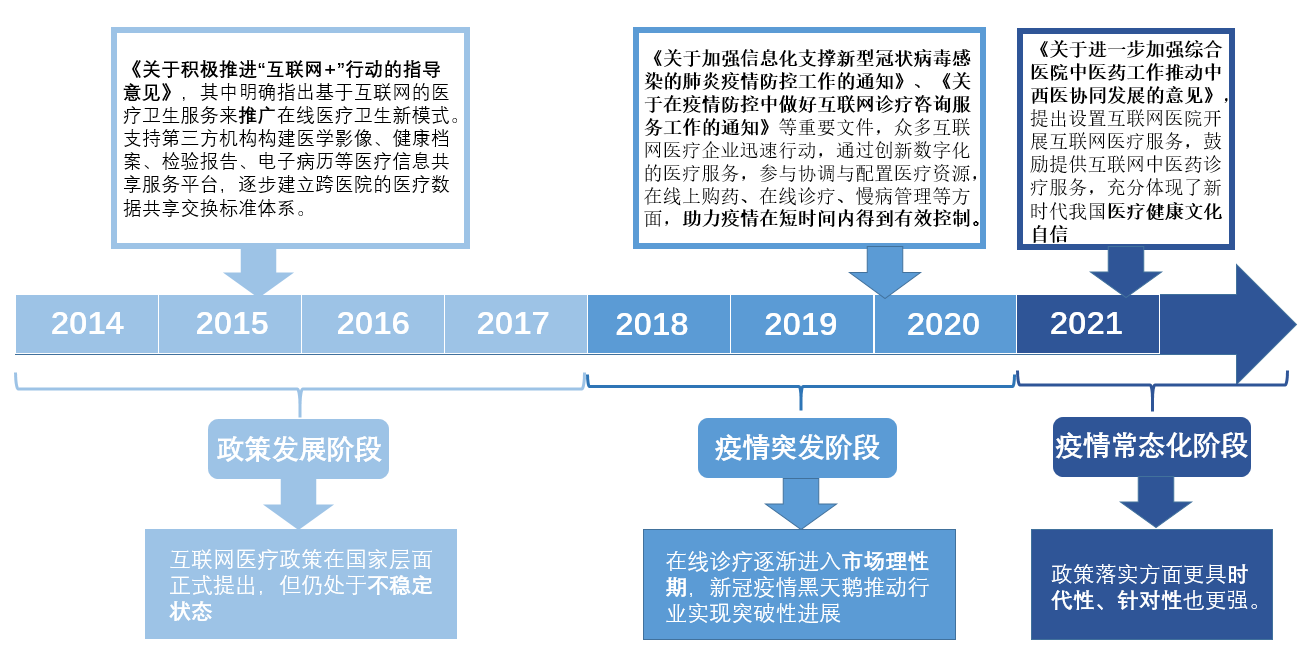 《关于积极推进“互联网+”行动的指导
意见》，其中明确指出基于互联网的医
疗卫生服务来推广在线医疗卫生新模式。
支持第三方机构构建医学影像、健康档
案、检验报告、电子病历等医疗信息共
享服务平台，逐步建立跨医院的医疗数
据共享交换标准体系。
《关于加强信息化支撑新型冠状病毒感
染的肺炎疫情防控工作的通知》、《关
于在疫情防控中做好互联网诊疗咨询服
务工作的通知》等重要文件，众多互联
网医疗企业迅速行动，通过创新数字化
的医疗服务，参与协调与配置医疗资源，
在线上购药、在线诊疗、慢病管理等方
面，助力疫情在短时间内得到有效控制。
《关于进一步加强综合
医院中医药工作推动中
西医协同发展的意见》，
提出设置互联网医院开
展互联网医疗服务，鼓
励提供互联网中医药诊
疗服务，充分体现了新
时代我国医疗健康文化
自信
2014
2015
2016
2017
2018
2019
2020
2021
政策发展阶段
疫情突发阶段
疫情常态化阶段
互联网医疗政策在国家层面
正式提出，但仍处于不稳定
状态
在线诊疗逐渐进入市场理性
期，新冠疫情黑天鹅推动行
业实现突破性进展
政策落实方面更具时
代性、针对性也更强。